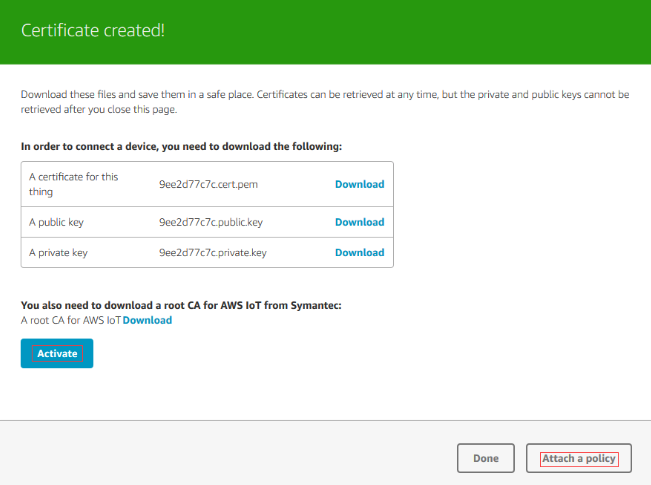 Certificate created!
Download these files and save them in a safe place. Certificates can be retrieved at any time, but the private and public keys cannot be
retrieved after you close this page.
In order to connect a device, you need to download the following:
A certificate for this
thing
9ee2d77c7c.cert.pem
Download
A public key
9ee2d77c7c.public.key
Download
A private key
9ee2d77c7c.private.key
Download
You also need to download a root CA for AWS IoT from Symantec:
A root CA for AWS IoT Download
Activate
Done
Attach a policy